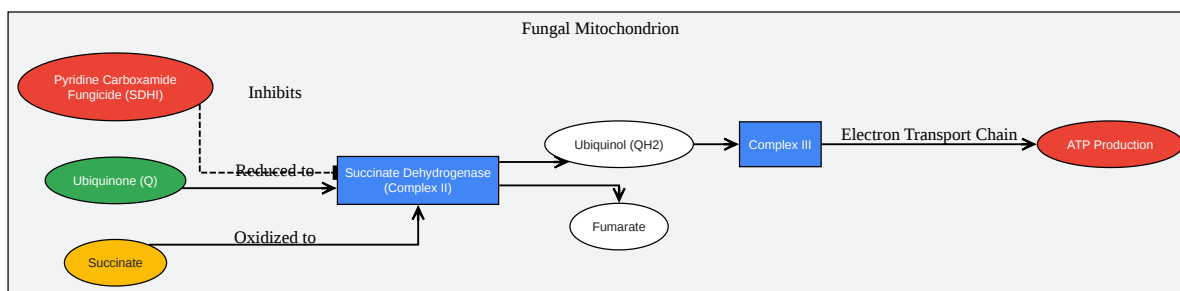 Fungal Mitochondrion
Pyridine Carboxamide
Fungicide (SDHI)
Inhibits
Ubiquinone (Q)
Reduced to
Succinate Dehydrogenase
(Complex II)
Ubiquinol (QH2)
Complex III
Electron Transport Chain
ATP Production
Fumarate
Oxidized to
Succinate